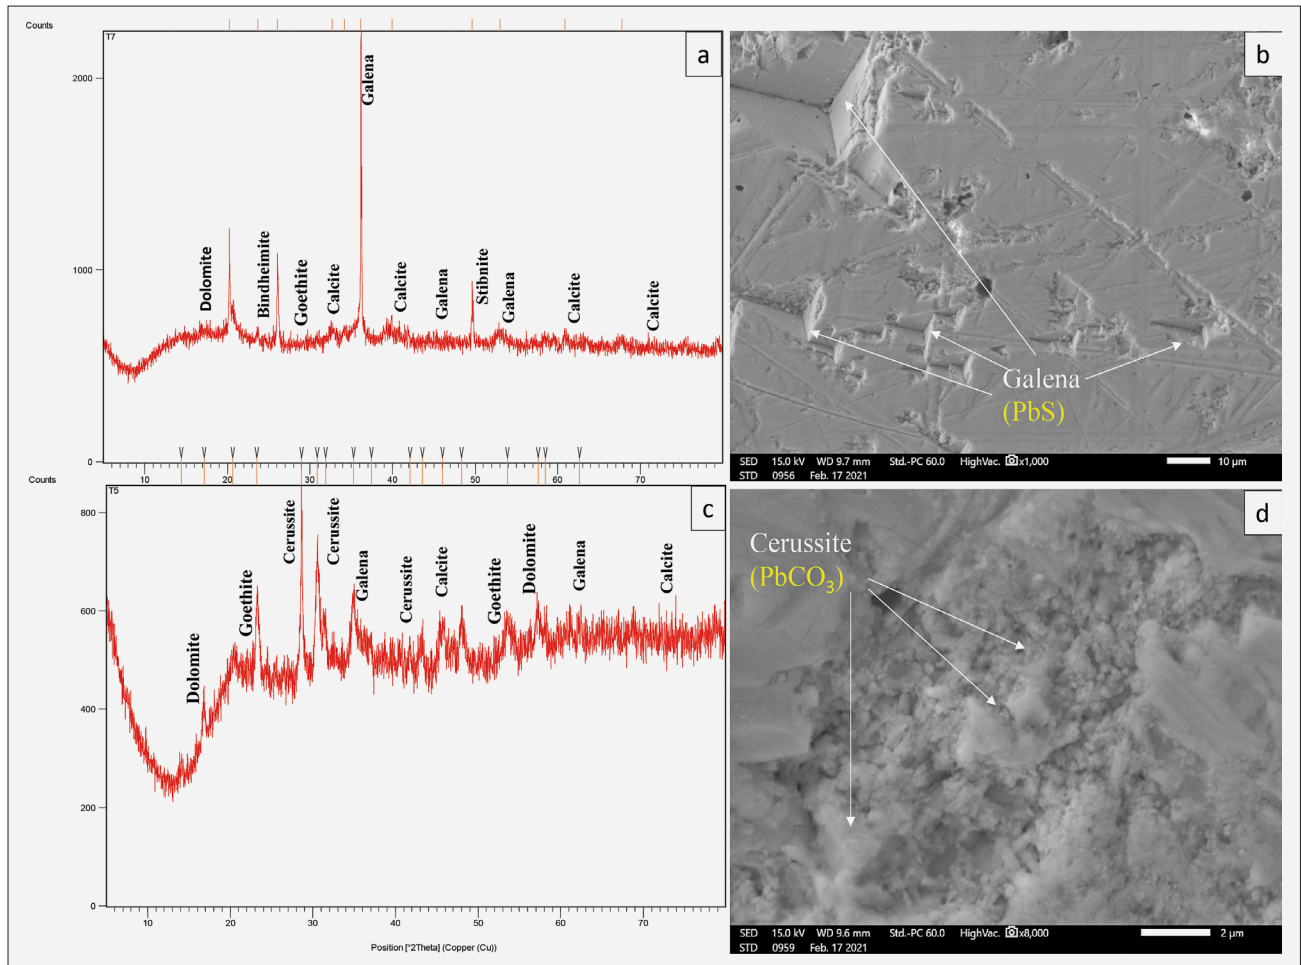 Counts
T7
a
2000
1000
0
Dolomite
Bindheimite
Goethite
Calcite
Galena
Calcite
Galena
Stibnite
Galena
Calcite
Calcite
10 20 30 40 50 60 70
b
Galena
(PbS)
SED 15.0 kV WD 9.7 mm Std.-PC 60.0 HighVac. x1,000 10 µm
STD 0956 Feb. 17 2021
Counts
T5
c
800
600
400
200
0
Dolomite
Goethite
Cerussite
Cerussite
Galena
Cerussite
Calcite
Goethite
Dolomite
Galena
Calcite
10 20 30 40 50 60 70
Position [°2Theta] (Copper (Cu))
d
Cerussite
(PbCO₃)
SED 15.0 kV WD 9.6 mm Std.-PC 60.0 HighVac. x8,000 2 µm
STD 0959 Feb. 17 2021